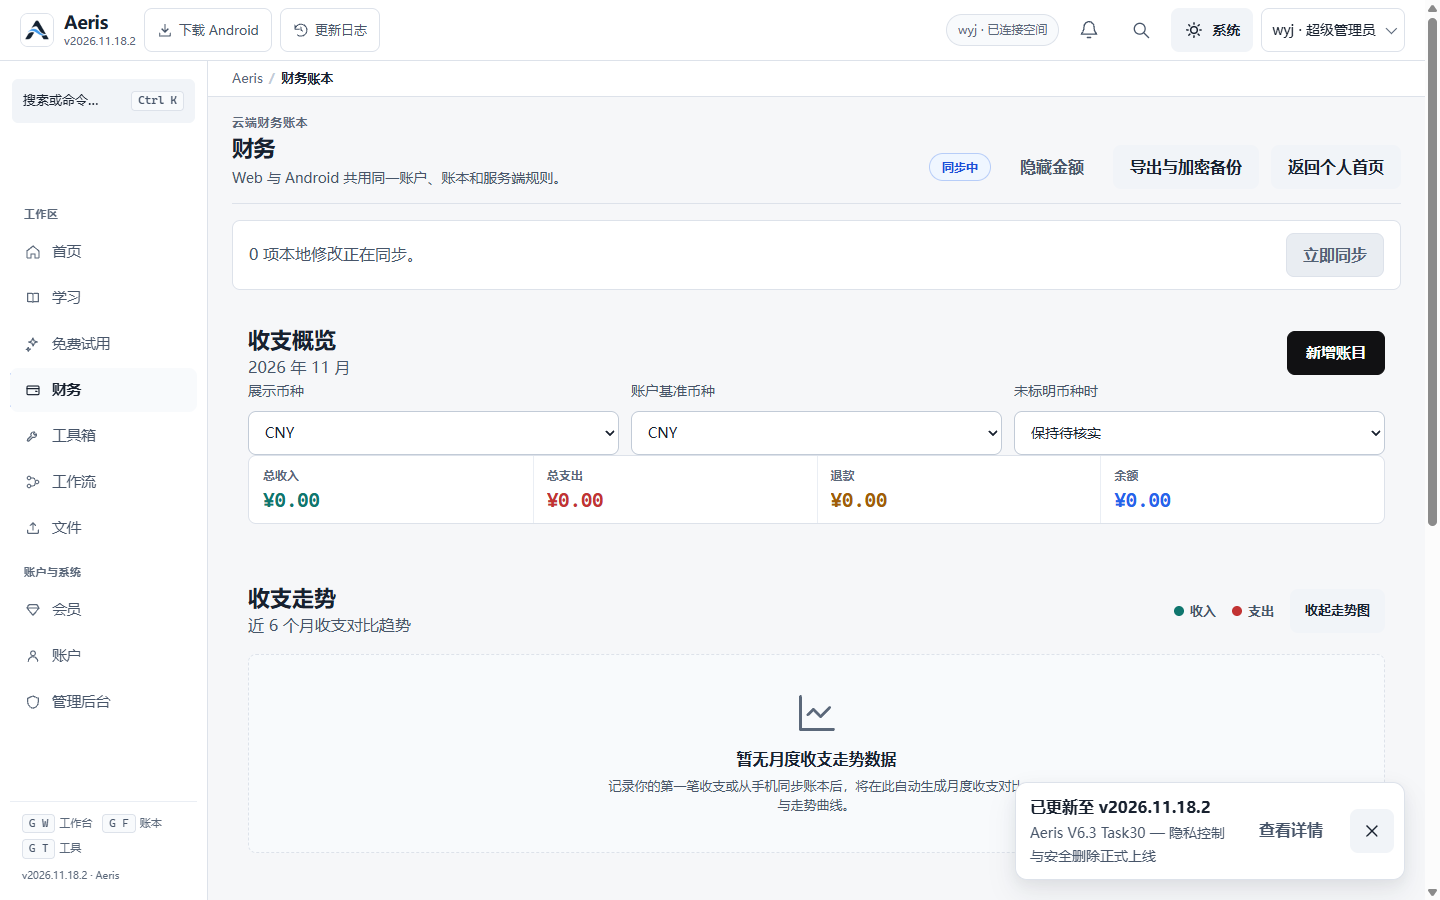 Aeris
v2026.11.18.2
下载 Android
更新日志
wyj · 已连接空间
系统
wyj · 超级管理员
搜索或命令...
Ctrl K
Aeris / 财务账本
工作区
首页
学习
免费试用
财务
工具箱
工作流
文件
账户与系统
会员
账户
管理后台
G W 工作台 G F 账本
G T 工具
v2026.11.18.2 · Aeris
云端财务账本
财务
Web 与 Android 共用同一账户、账本和服务端规则。
同步中
隐藏金额
导出与加密备份
返回个人首页
0 项本地修改正在同步。
立即同步
收支概览
2026 年 11 月
新增账目
展示币种
账户基准币种
未标明币种时
CNY
CNY
保持待核实
总收入
总支出
退款
余额
¥0.00
¥0.00
¥0.00
¥0.00
收支走势
近 6 个月收支对比趋势
收入
支出
收起走势图
暂无月度收支走势数据
记录你的第一笔收支或从手机同步账本后，将在此自动生成月度收支对比
与走势曲线。
已更新至 v2026.11.18.2
Aeris V6.3 Task30 — 隐私控制
与安全删除正式上线
查看详情